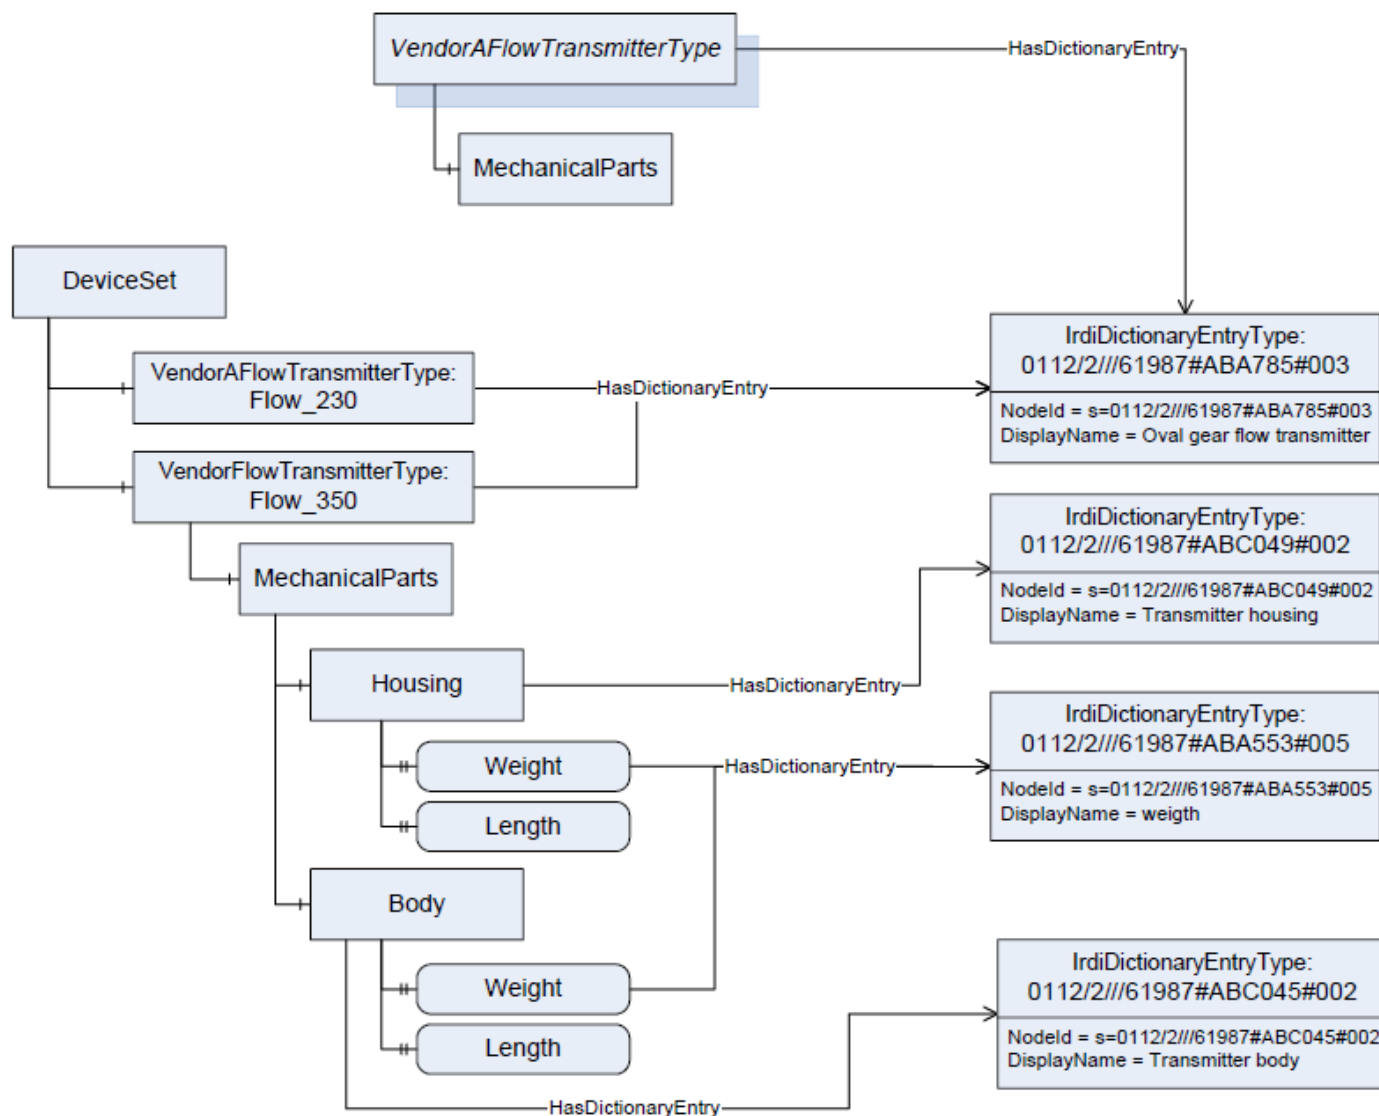 VendorAFlowTransmitterType
HasDictionaryEntry
MechanicalParts
DeviceSet
VendorAFlowTransmitterType:
Flow_230
HasDictionaryEntry
IrdiDictionaryEntryType:
0112/2///61987#ABA785#003
NodeId = s=0112/2///61987#ABA785#003
DisplayName = Oval gear flow transmitter
VendorFlowTransmitterType:
Flow_350
MechanicalParts
IrdiDictionaryEntryType:
0112/2///61987#ABC049#002
NodeId = s=0112/2///61987#ABC049#002
DisplayName = Transmitter housing
Housing
HasDictionaryEntry
Weight
HasDictionaryEntry
IrdiDictionaryEntryType:
0112/2///61987#ABA553#005
NodeId = s=0112/2///61987#ABA553#005
DisplayName = weigth
Length
Body
Weight
Length
HasDictionaryEntry
IrdiDictionaryEntryType:
0112/2///61987#ABC045#002
NodeId = s=0112/2///61987#ABC045#002
DisplayName = Transmitter body